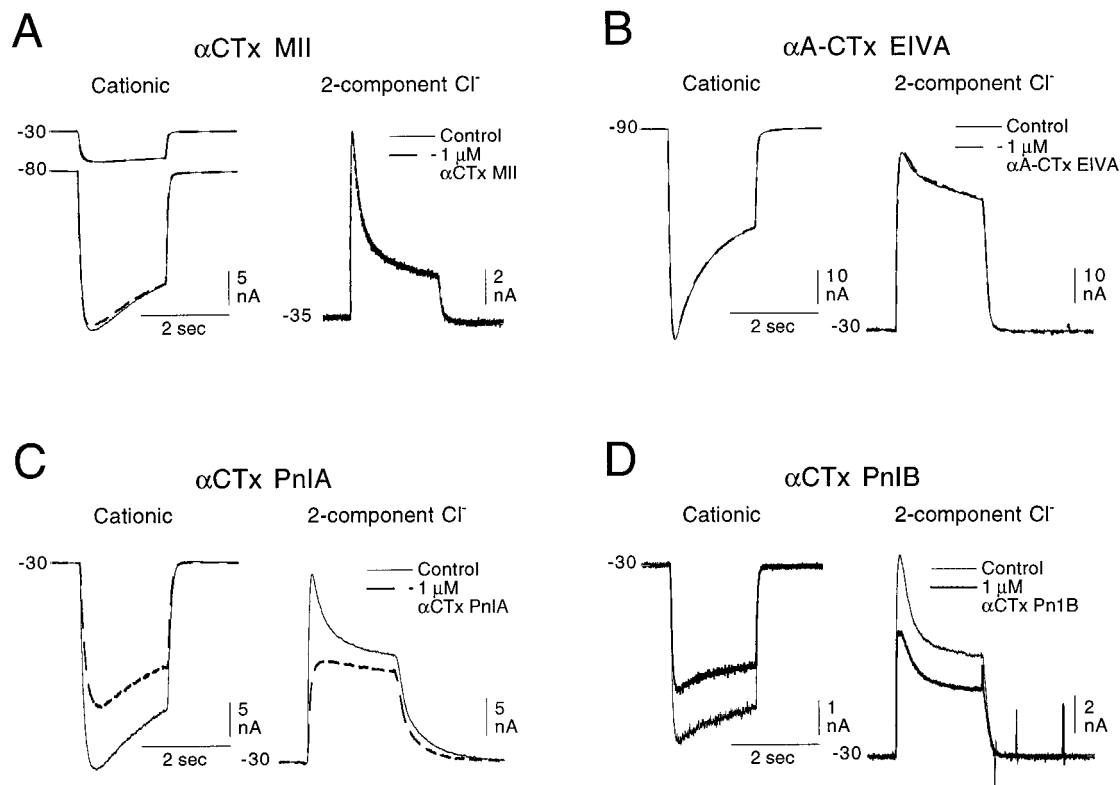 A
αCTx MII
Cationic
2-component Cl⁻
-30
-80
Control
1 μM
αCTx MII
5
nA
2 sec
2
nA
-35
B
αA-CTx EIVA
Cationic
2-component Cl⁻
-90
Control
1 μM
αA-CTx EIVA
10
nA
2 sec
10
nA
-30
C
αCTx PnIA
Cationic
2-component Cl⁻
-30
Control
1 μM
αCTx PnIA
5
nA
2 sec
5
nA
-30
D
αCTx PnIB
Cationic
2-component Cl⁻
-30
Control
1 μM
αCTx Pn1B
1
nA
2 sec
2
nA
-30